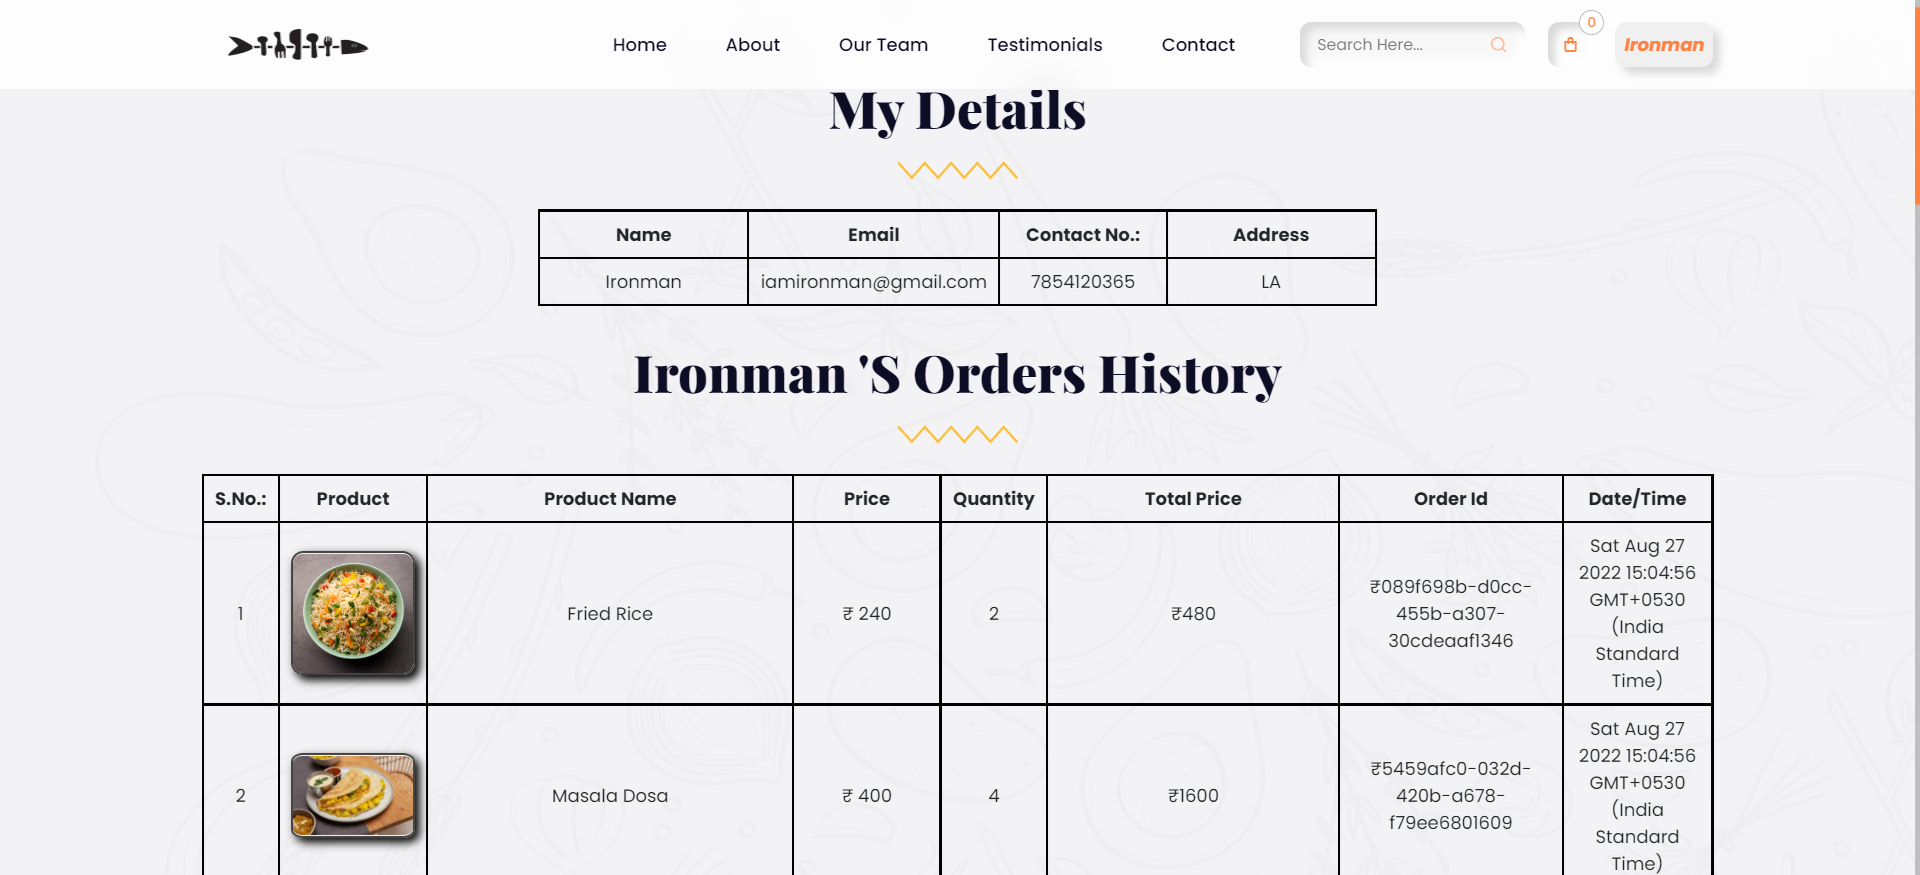 Home About Our Team Testimonials Contact Search Here... 0 Ironman
My Details
Name Email Contact No.: Address
Ironman iamironman@gmail.com 7854120365 LA
Ironman 'S Orders History
S.No.: Product Product Name Price Quantity Total Price Order Id Date/Time
1 Fried Rice ₹ 240 2 ₹480
₹089f698b-d0cc-
455b-a307-
30cdeaaf1346
Sat Aug 27
2022 15:04:56
GMT+0530
(India
Standard
Time)
2 Masala Dosa ₹ 400 4 ₹1600
₹5459afc0-032d-
420b-a678-
f79ee6801609
Sat Aug 27
2022 15:04:56
GMT+0530
(India
Standard
Time)